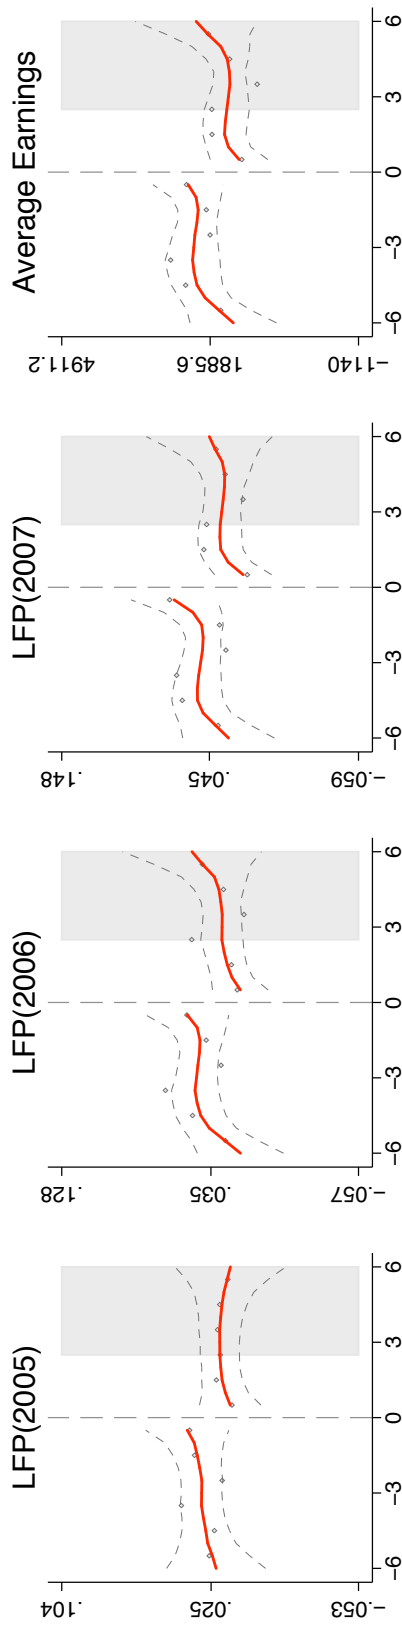 Average Earnings
4911.2
1885.6
−1140
−6 −3 0 3 6
LFP(2007)
.148
.045
−.059
−6 −3 0 3 6
LFP(2006)
.128
.035
−.057
−6 −3 0 3 6
LFP(2005)
.104
.025
−.053
−6 −3 0 3 6